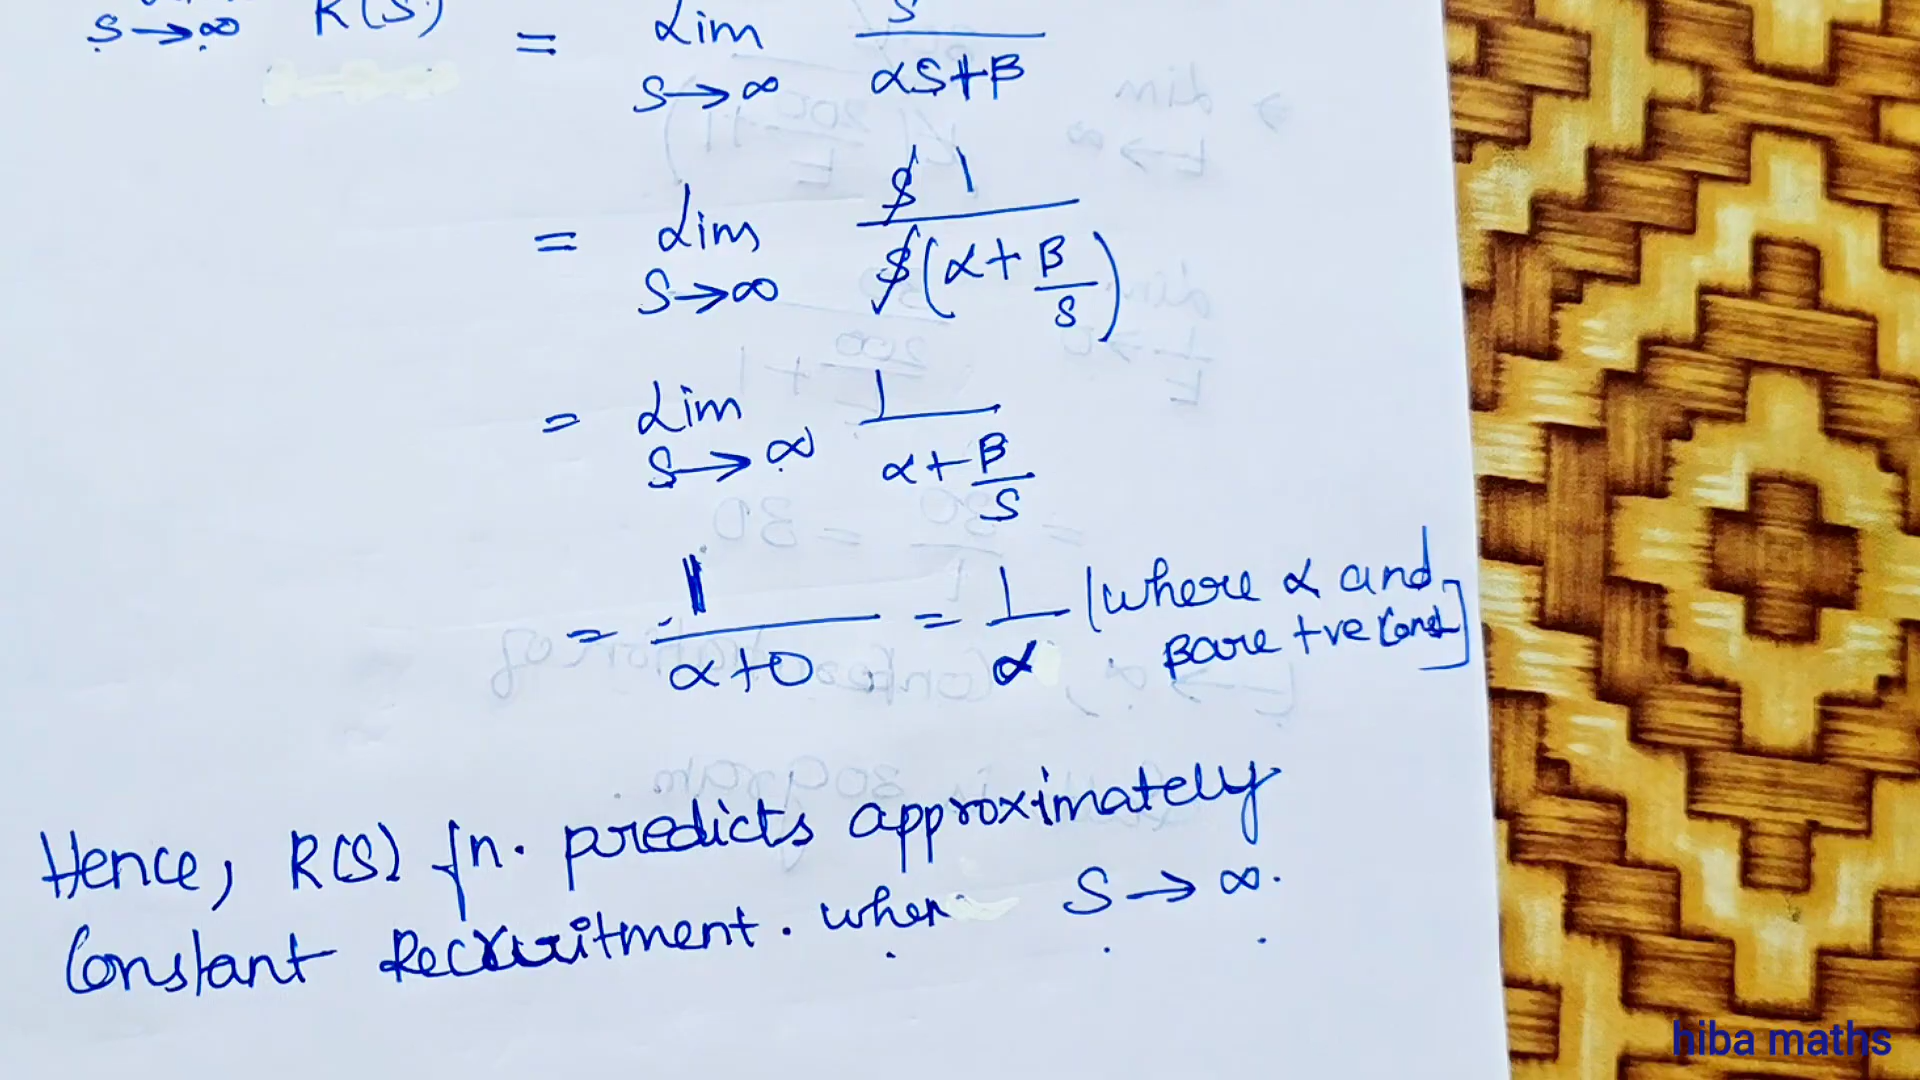 s→∞ R(S) = Lim s→∞ S / αS+β
= Lim s→∞ S 1 / S(α+β/s)
= Lim s→∞ 1 / α+β/s
= 1 / α+0 = 1 / α [where α and
β are +ve Const]
Hence, R(S) fn. predicts approximately
Constant Recruitment. when S → ∞.
hiba maths